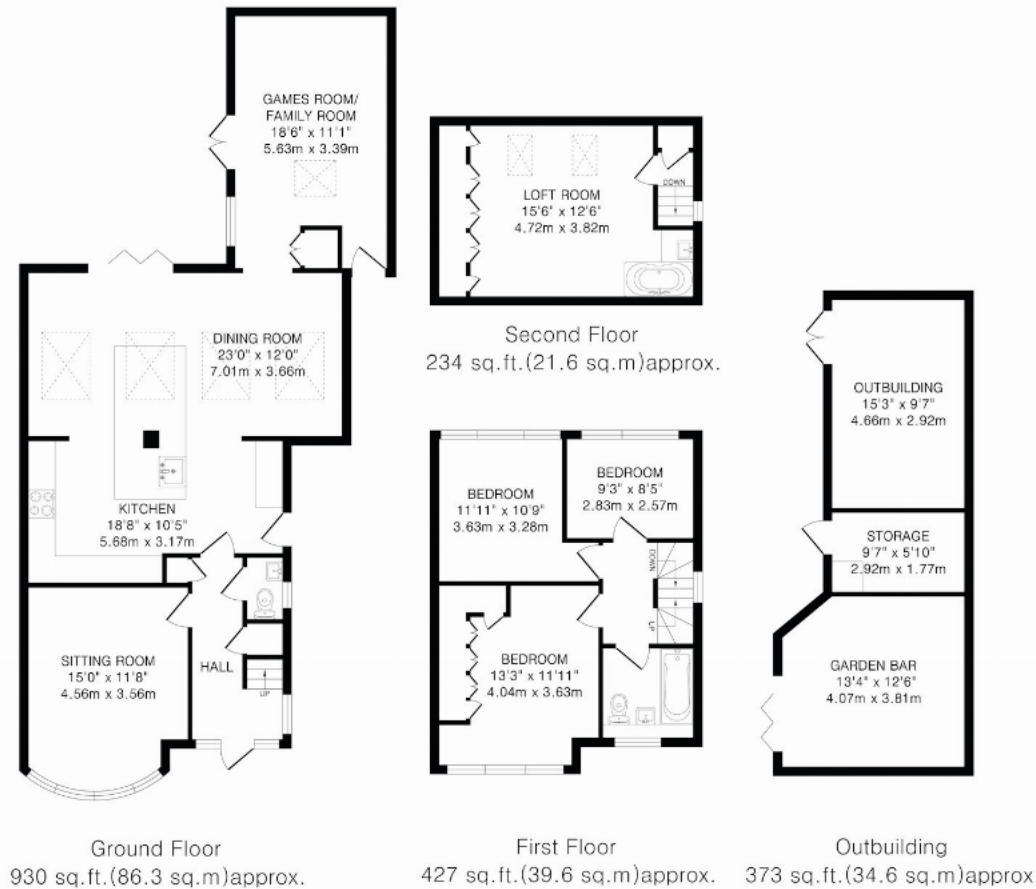 GAMES ROOM/
FAMILY ROOM
18'6" x 11'1"
5.63m x 3.39m
DINING ROOM
23'0" x 12'0"
7.01m x 3.66m
KITCHEN
18'8" x 10'5"
5.68m x 3.17m
SITTING ROOM
15'0" x 11'8"
4.56m x 3.56m
HALL
UP
Ground Floor
930 sq.ft.(86.3 sq.m)approx.
LOFT ROOM
15'6" x 12'6"
4.72m x 3.82m
DOWN
Second Floor
234 sq.ft.(21.6 sq.m)approx.
BEDROOM
11'11" x 10'9"
3.63m x 3.28m
BEDROOM
9'3" x 8'5"
2.83m x 2.57m
DOWN
UP
BEDROOM
13'3" x 11'11"
4.04m x 3.63m
First Floor
427 sq.ft.(39.6 sq.m)approx.
OUTBUILDING
15'3" x 9'7"
4.66m x 2.92m
STORAGE
9'7" x 5'10"
2.92m x 1.77m
GARDEN BAR
13'4" x 12'6"
4.07m x 3.81m
Outbuilding
373 sq.ft.(34.6 sq.m)approx.